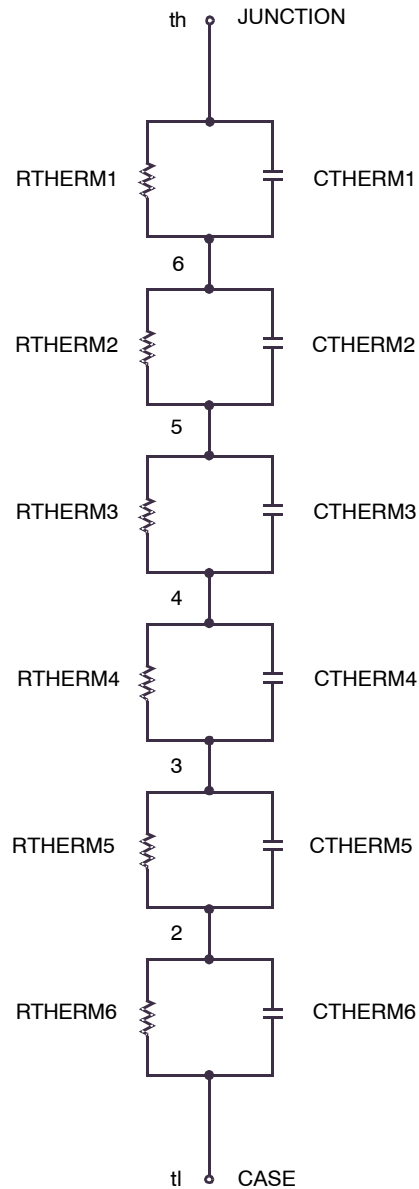 th JUNCTION
RTHERM1 CTHERM1
6
RTHERM2 CTHERM2
5
RTHERM3 CTHERM3
4
RTHERM4 CTHERM4
3
RTHERM5 CTHERM5
2
RTHERM6 CTHERM6
tl CASE